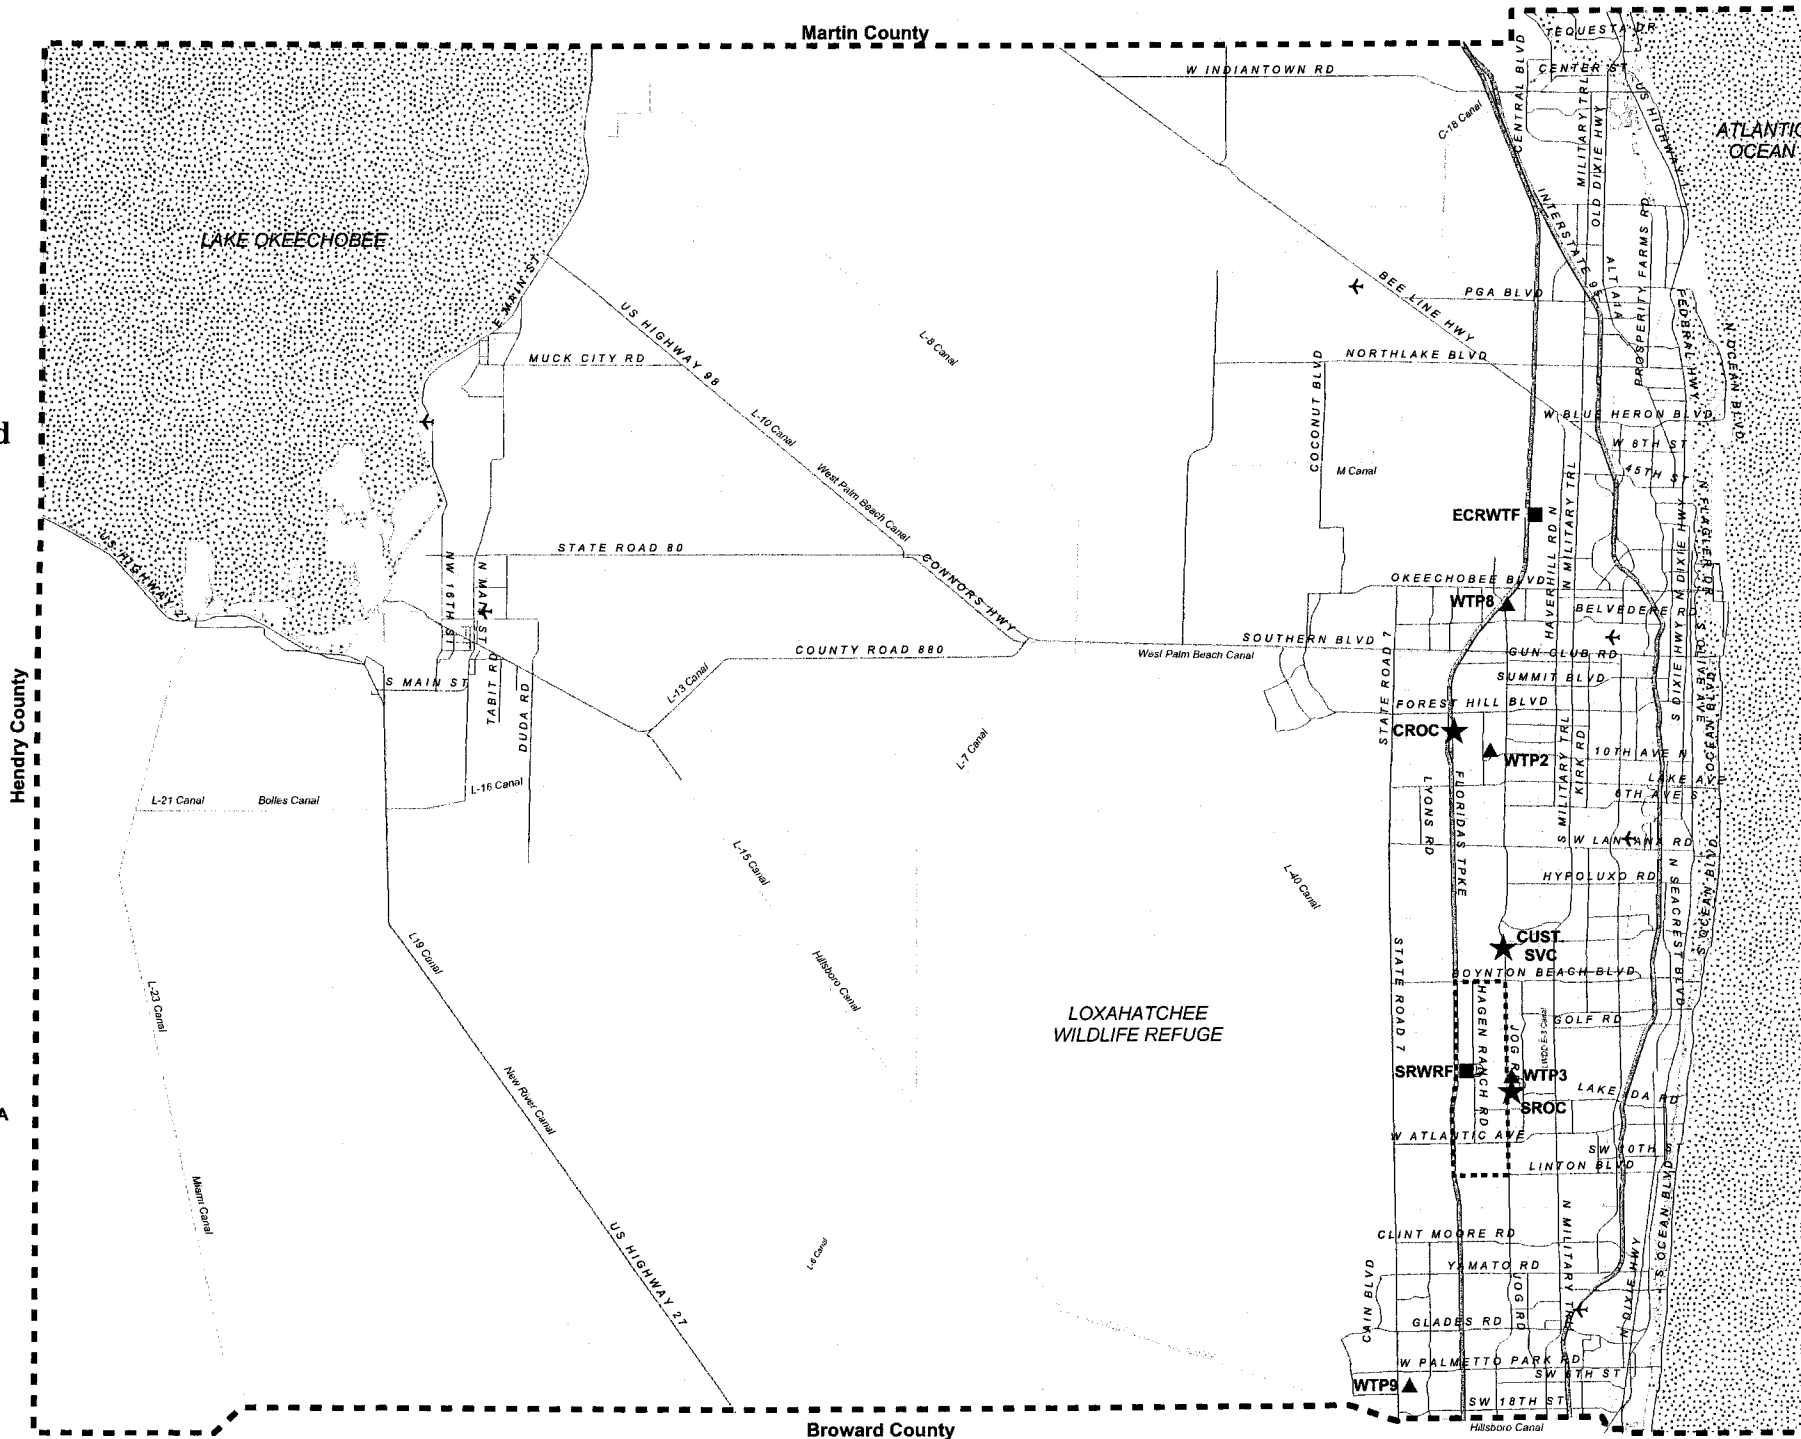 Martin County
TEQUESTA DR
CENTER ST
W INDIANTOWN RD
CENTRAL BLVD
MILITARY TRL
OLD DIXIE HWY
US HIGHWAY 1
C-18 Canal
ATLANTIC
OCEAN
LAKE OKEECHOBEE
INTERSTATE 95
PROSPERITY FARMS RD
ALT A1A
E MAIN ST
US HIGHWAY 98
BEE LINE HWY
PGA BLVD
FEDERAL HWY
N OCEAN BLVD
L-8 Canal
MUCK CITY RD
NORTHLAKE BLVD
COCONUT BLVD
L-10 Canal
W BLUE HERON BLVD
W 8TH ST
45TH ST
M Canal
d
West Palm Beach Canal
ECRWTF
HAVERHILL RD N
N MILITARY TRL
N DIXIE HWY
N FLAGLER DR
STATE ROAD 80
CONNORS HWY
US HIGHWAY 2
NW 16TH ST
N MAIN ST
OKEECHOBEE BLVD
WTP8
BELVEDERE RD
SOUTHERN BLVD
STATE ROAD 7
West Palm Beach Canal
COUNTY ROAD 880
GUN CLUB RD
SUMMIT BLVD
S DIXIE HWY
S OCEAN BLVD
L-13 Canal
S MAIN ST
TABIT RD
DUDA RD
FOREST HILL BLVD
CROC
WTP2
10TH AVE N
LAKE AVE
6TH AVE S
S MILITARY TRL
KIRK RD
Hendry County
L-7 Canal
L-21 Canal
Bolles Canal
L-16 Canal
LYONS RD
FLORIDAS TPKE
W LANTANA RD
HYPOLUXO RD
L-15 Canal
L-40 Canal
N SEACREST BLVD
S OCEAN BLVD
L19 Canal
CUST
SVC
BOYNTON BEACH BLVD
STATE ROAD 7
L-23 Canal
Hillsboro Canal
LOXAHATCHEE
WILDLIFE REFUGE
HAGEN RANCH RD
JOG RD
LWDD E-3 Canal
GOLF RD
SRWRF
WTP3
SROC
LAKE IDA RD
New River Canal
A
W ATLANTIC AVE
SW 10TH S
LINTON BLVD
Miami Canal
US HIGHWAY 27
L-6 Canal
CLINT MOORE RD
YAMATO RD
JOG RD
N MILITARY TRL
N DIXIE HWY
S OCEAN BLVD
CAIN BLVD
GLADES RD
W PALMETTO PARK RD
SW 6TH ST
WTP9
SW 18TH ST
Broward County
Hillsboro Canal